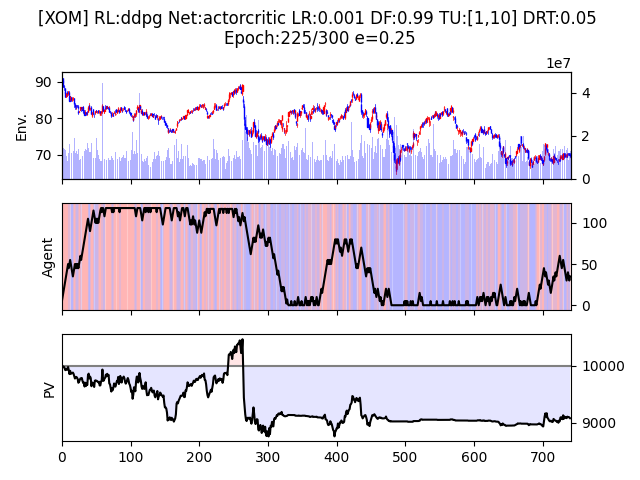 [XOM] RL:ddpg Net:actorcritic LR:0.001 DF:0.99 TU:[1,10] DRT:0.05
Epoch:225/300 e=0.25
1e7
90
80
70
Env.
4
2
0
Agent
100
50
0
PV
10000
9000
0 100 200 300 400 500 600 700